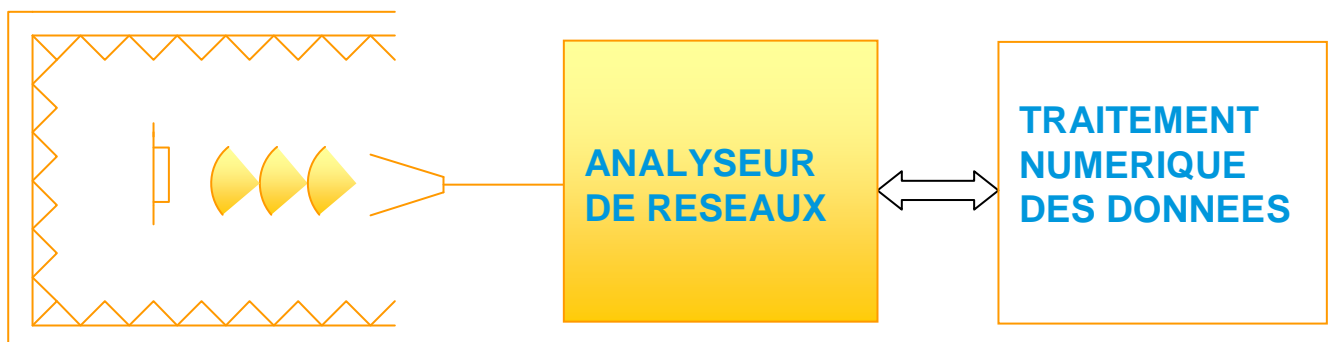 ANALYSEUR
DE RESEAUX
TRAITEMENT
NUMERIQUE
DES DONNEES